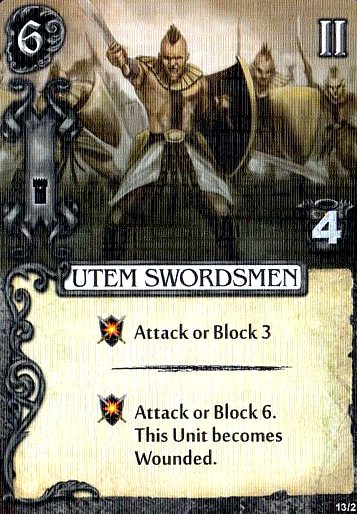 6
II
4
UTEM SWORDSMEN
Attack or Block 3
Attack or Block 6.
This Unit becomes
Wounded.
13/2